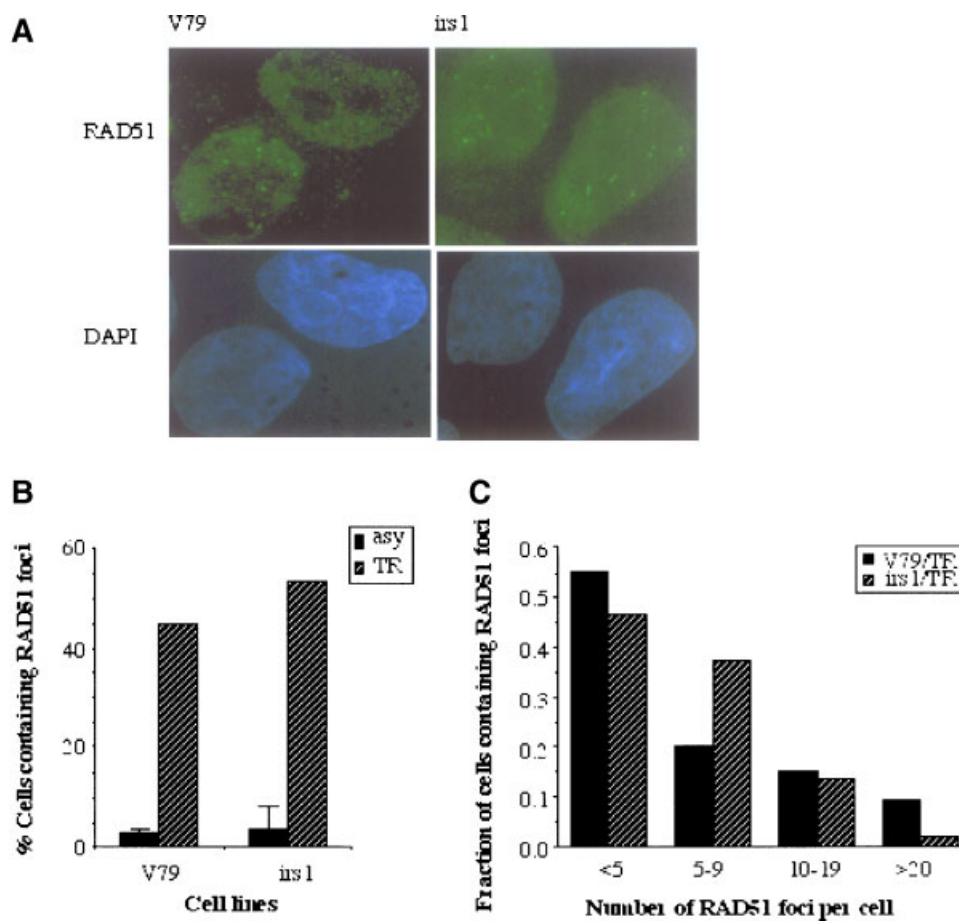 A
V79
irs1
RAD51
DAPI
B
% Cells containing RAD51 foci
60
40
20
0
asy
TR
V79
irs1
Cell lines
C
Fraction of cells containing RAD51 foci
0.6
0.5
0.4
0.3
0.2
0.1
0.0
V79/TR
irs1/TR
<5
5-9
10-19
>20
Number of RAD51 foci per cell